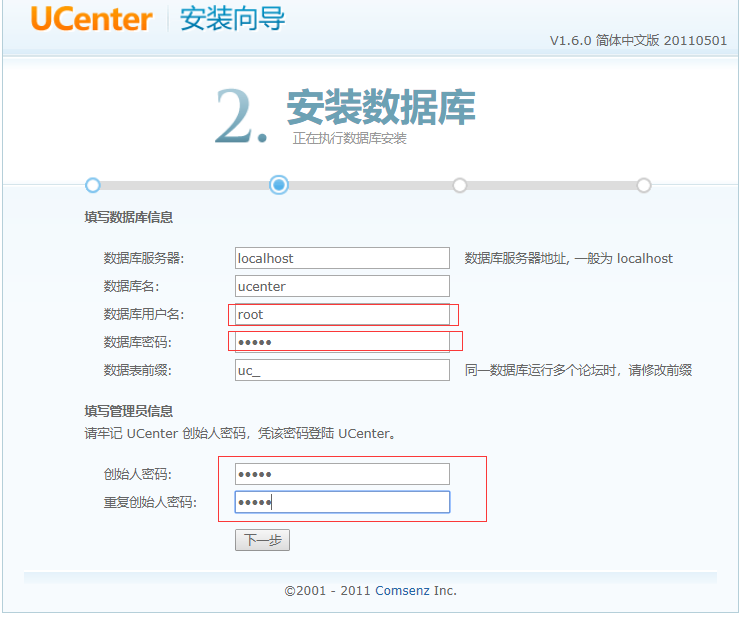 UCenter 安装向导
V1.6.0 简体中文版 20110501
2. 安装数据库
正在执行数据库安装
填写数据库信息
数据库服务器: localhost 数据库服务器地址, 一般为 localhost
数据库名: ucenter
数据库用户名: root
数据库密码: •••••
数据表前缀: uc_ 同一数据库运行多个论坛时，请修改前缀
填写管理员信息
请牢记 UCenter 创始人密码，凭该密码登陆 UCenter。
创始人密码: •••••
重复创始人密码: •••••
下一步
©2001 - 2011 Comsenz Inc.